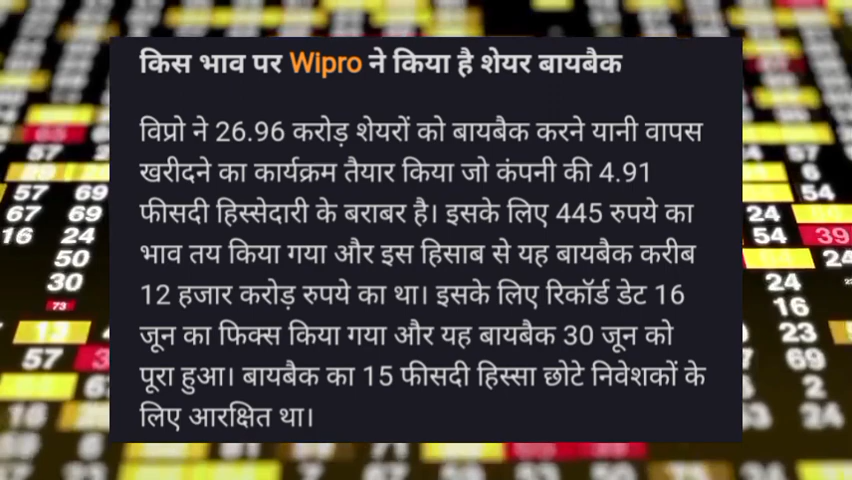 किस भाव पर Wipro ने किया है शेयर बायबैक
विप्रो ने 26.96 करोड़ शेयरों को बायबैक करने यानी वापस
खरीदने का कार्यक्रम तैयार किया जो कंपनी की 4.91
फीसदी हिस्सेदारी के बराबर है। इसके लिए 445 रुपये का
भाव तय किया गया और इस हिसाब से यह बायबैक करीब
12 हजार करोड़ रुपये का था। इसके लिए रिकॉर्ड डेट 16
जून का फिक्स किया गया और यह बायबैक 30 जून को
पूरा हुआ। बायबैक का 15 फीसदी हिस्सा छोटे निवेशकों के
लिए आरक्षित था।